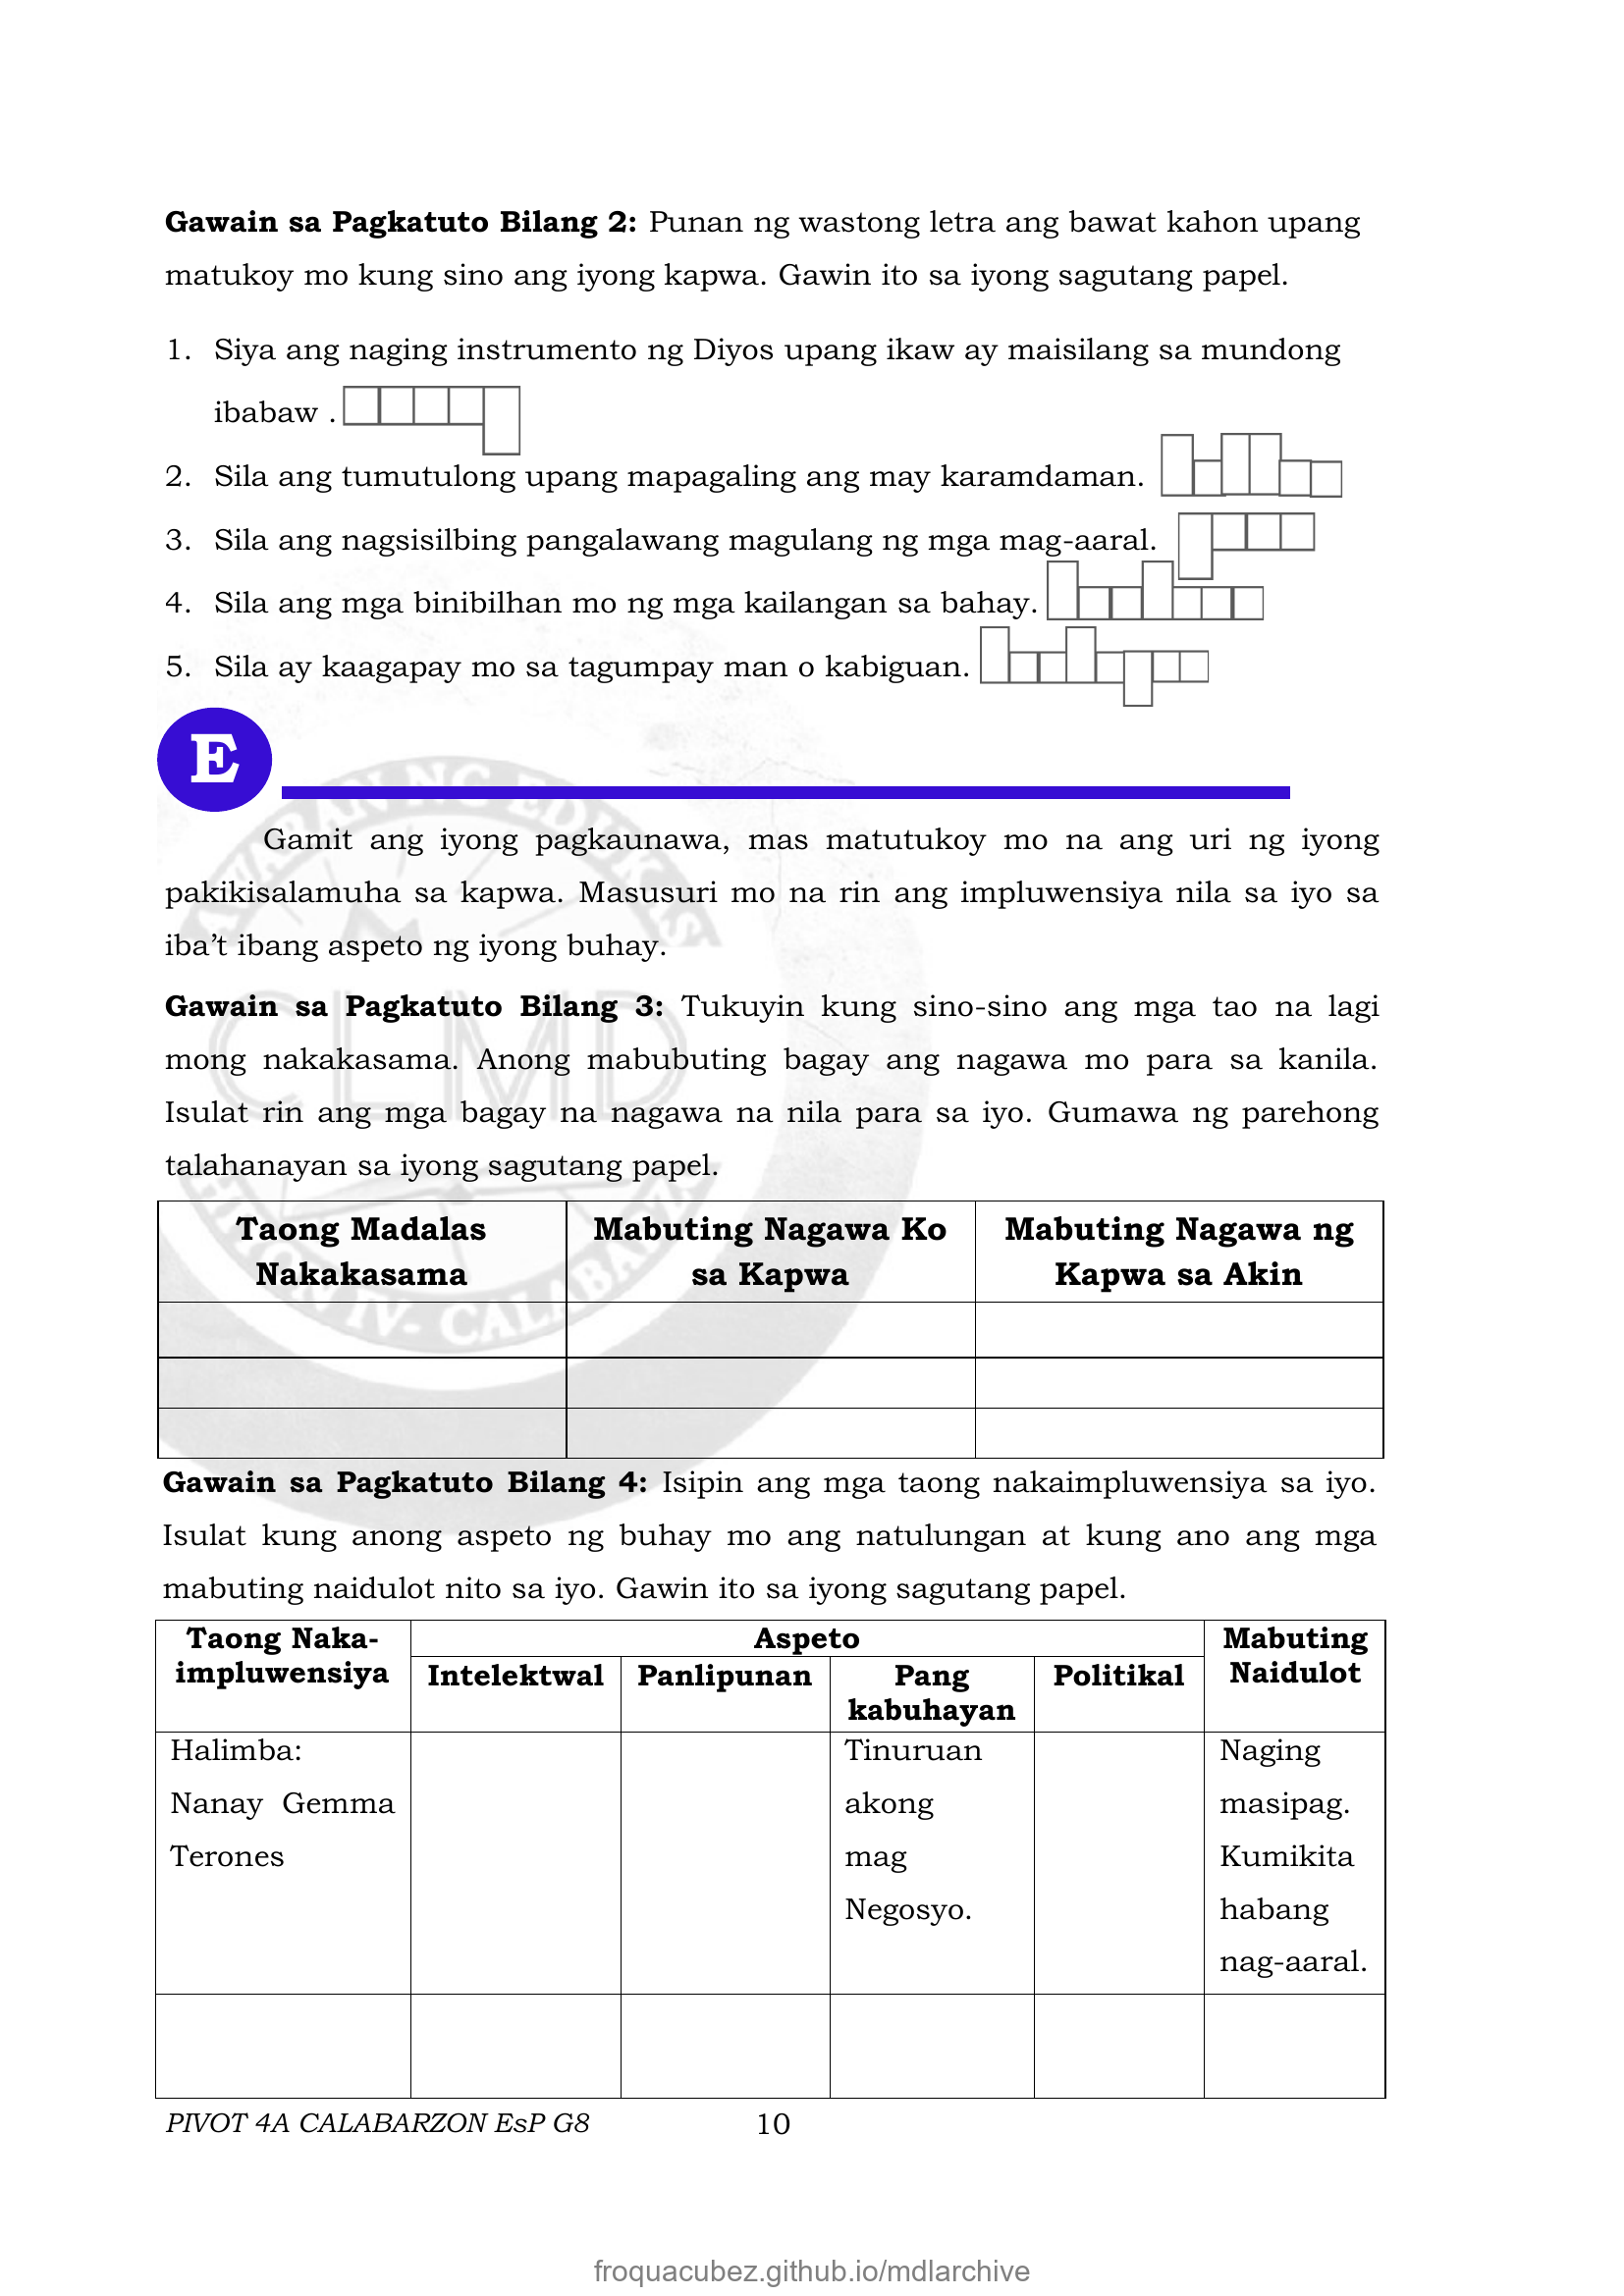 Gawain sa Pagkatuto Bilang 2: Punan ng wastong letra ang bawat kahon upang
matukoy mo kung sino ang iyong kapwa. Gawin ito sa iyong sagutang papel.
1. Siya ang naging instrumento ng Diyos upang ikaw ay maisilang sa mundong
ibabaw .
2. Sila ang tumutulong upang mapagaling ang may karamdaman.
3. Sila ang nagsisilbing pangalawang magulang ng mga mag-aaral.
4. Sila ang mga binibilhan mo ng mga kailangan sa bahay.
5. Sila ay kaagapay mo sa tagumpay man o kabiguan.
E
Gamit ang iyong pagkaunawa, mas matutukoy mo na ang uri ng iyong
pakikisalamuha sa kapwa. Masusuri mo na rin ang impluwensiya nila sa iyo sa
iba’t ibang aspeto ng iyong buhay.
Gawain sa Pagkatuto Bilang 3: Tukuyin kung sino-sino ang mga tao na lagi
mong nakakasama. Anong mabubuting bagay ang nagawa mo para sa kanila.
Isulat rin ang mga bagay na nagawa na nila para sa iyo. Gumawa ng parehong
talahanayan sa iyong sagutang papel.
CLMD
Taong Madalas
Nakakasama
Mabuting Nagawa Ko
sa Kapwa
Mabuting Nagawa ng
Kapwa sa Akin
Gawain sa Pagkatuto Bilang 4: Isipin ang mga taong nakaimpluwensiya sa iyo.
Isulat kung anong aspeto ng buhay mo ang natulungan at kung ano ang mga
mabuting naidulot nito sa iyo. Gawin ito sa iyong sagutang papel.
Taong Naka-
impluwensiya
Aspeto
Mabuting
Naidulot
Intelektwal
Panlipunan
Pang
kabuhayan
Politikal
Halimba:
Nanay Gemma
Terones
Tinuruan
akong
mag
Negosyo.
Naging
masipag.
Kumikita
habang
nag-aaral.
PIVOT 4A CALABARZON EsP G8
10
froquacubez.github.io/mdlarchive